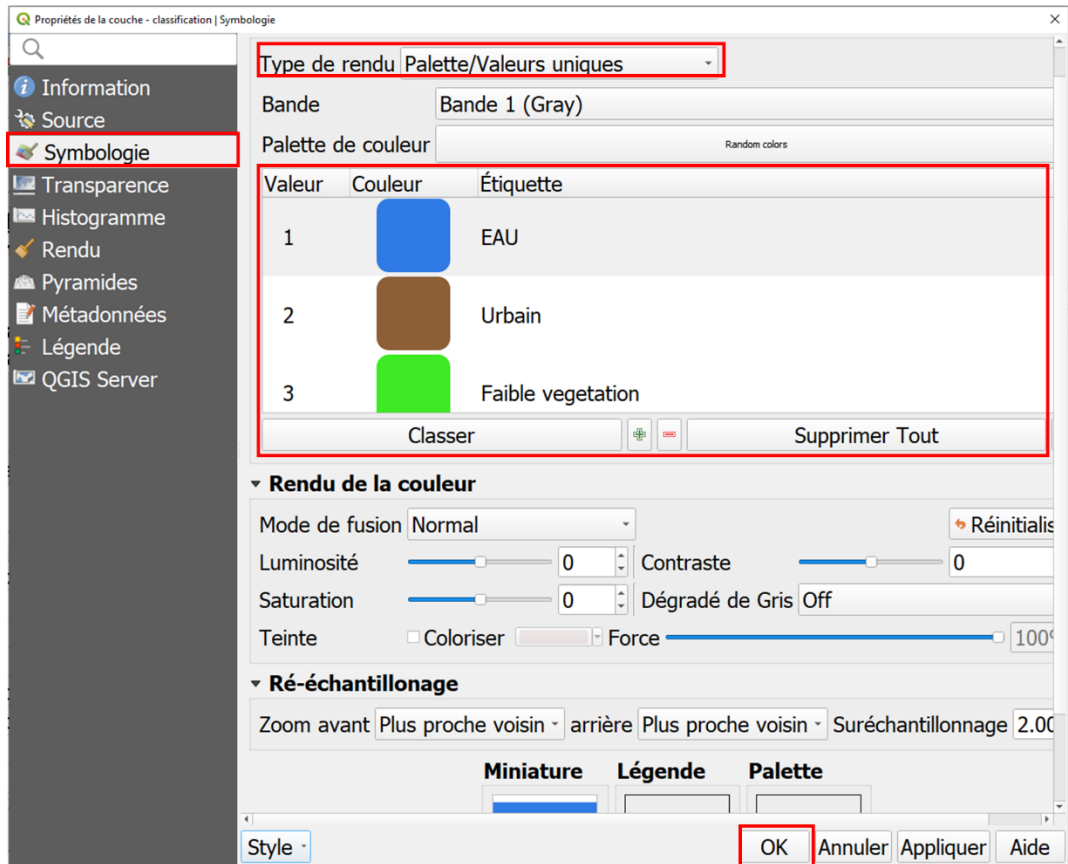 Propriétés de la couche - classification | Symbologie
Information
Source
Symbologie
Transparence
Histogramme
Rendu
Pyramides
Métadonnées
Légende
QGIS Server
Type de rendu Palette/Valeurs uniques
Bande Bande 1 (Gray)
Palette de couleur Random colors
Valeur Couleur Étiquette
1 EAU
2 Urbain
3 Faible vegetation
Classer Supprimer Tout
Rendu de la couleur
Mode de fusion Normal Réinitialis
Luminosité 0 Contraste 0
Saturation 0 Dégradé de Gris Off
Teinte Coloriser Force 100%
Ré-échantillonage
Zoom avant Plus proche voisin arrière Plus proche voisin Suréchantillonnage 2.00
Miniature Légende Palette
Style OK Annuler Appliquer Aide